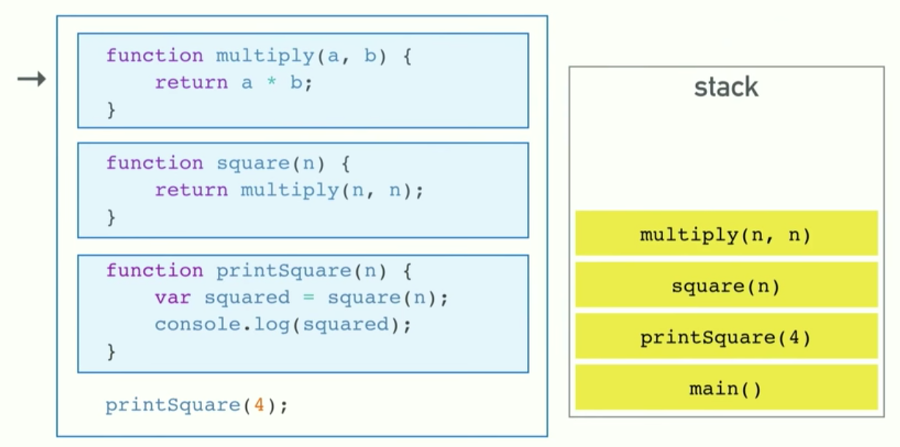 function multiply(a, b) {
return a * b;
}
function square(n) {
return multiply(n, n);
}
function printSquare(n) {
var squared = square(n);
console.log(squared);
}
printSquare(4);
stack
multiply(n, n)
square(n)
printSquare(4)
main()